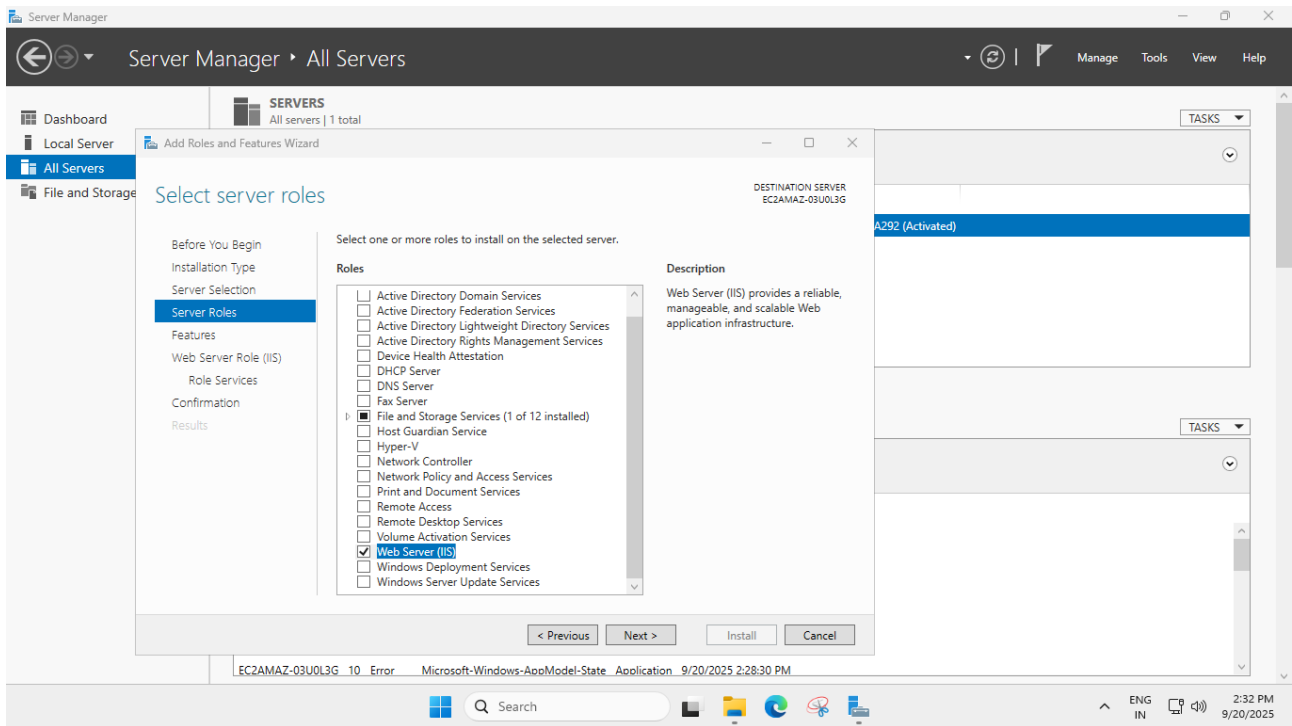 Server Manager
Server Manager ‣ All Servers
Manage Tools View Help
Dashboard
Local Server
All Servers
File and Storage
SERVERS
All servers | 1 total
TASKS
Add Roles and Features Wizard
Select server roles
DESTINATION SERVER
EC2AMAZ-03U0L3G
A292 (Activated)
Before You Begin
Installation Type
Server Selection
Server Roles
Features
Web Server Role (IIS)
Role Services
Confirmation
Results
Select one or more roles to install on the selected server.
Roles
Active Directory Domain Services
Active Directory Federation Services
Active Directory Lightweight Directory Services
Active Directory Rights Management Services
Device Health Attestation
DHCP Server
DNS Server
Fax Server
File and Storage Services (1 of 12 installed)
Host Guardian Service
Hyper-V
Network Controller
Network Policy and Access Services
Print and Document Services
Remote Access
Remote Desktop Services
Volume Activation Services
Web Server (IIS)
Windows Deployment Services
Windows Server Update Services
Description
Web Server (IIS) provides a reliable,
manageable, and scalable Web
application infrastructure.
TASKS
< Previous
Next >
Install
Cancel
EC2AMAZ-03U0L3G 10 Error Microsoft-Windows-AppModel-State Application 9/20/2025 2:28:30 PM
Search
ENG
IN
2:32 PM
9/20/2025